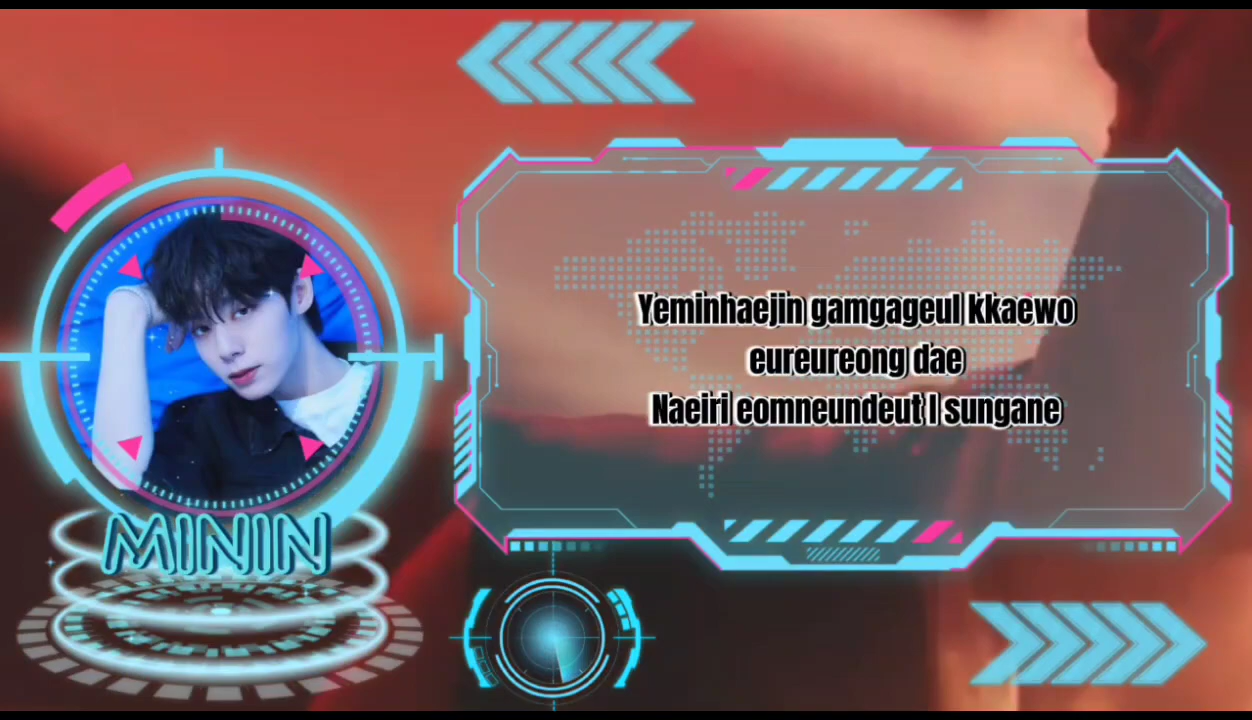 MININ
Yeminhaejin gamgageul kkaewo
eureureong dae
Naeiri eomneundeut I sungane